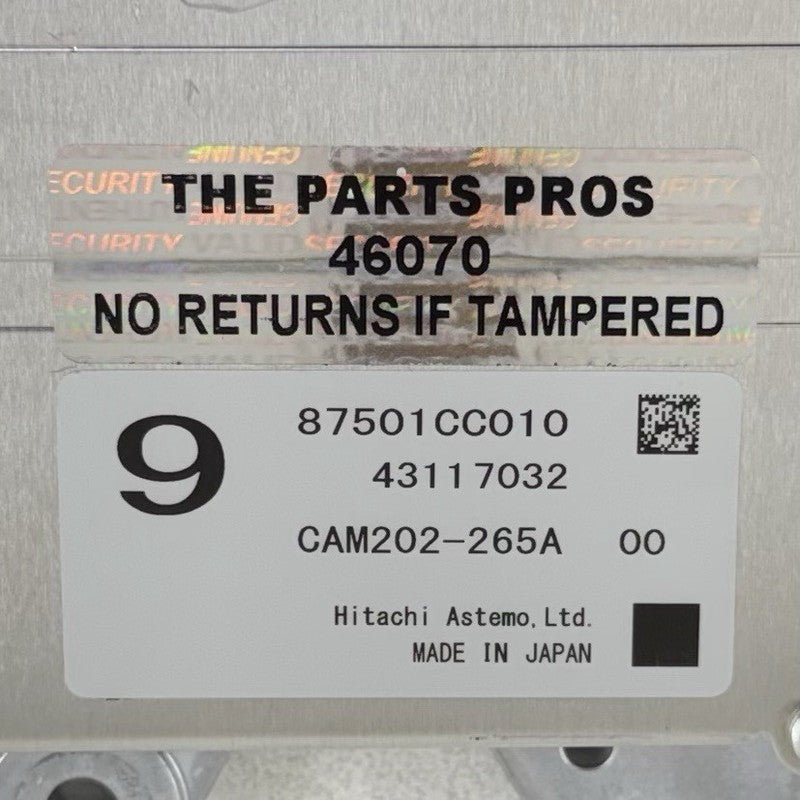 THE PARTS PROS
46070
NO RETURNS IF TAMPERED
9
87501CC010
43117032
CAM202-265A 00
Hitachi Astemo, Ltd.
MADE IN JAPAN